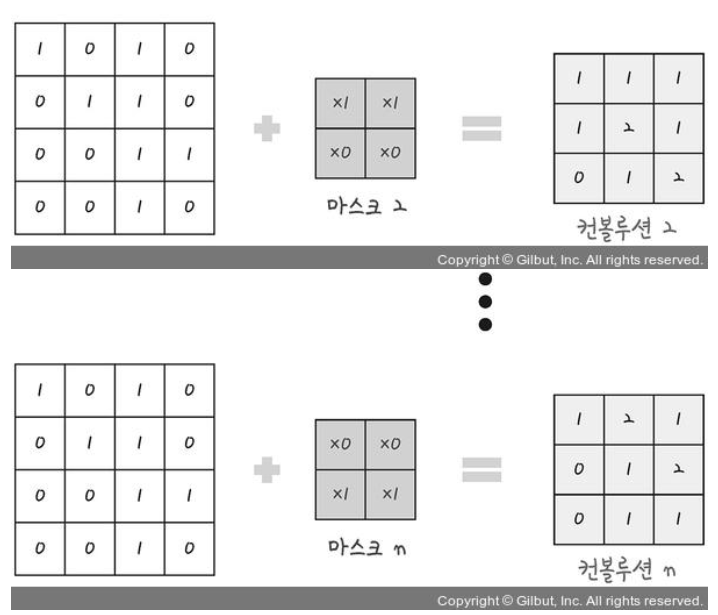 1 0 1 0
0 1 1 0
0 0 1 1
0 0 1 0
×1 ×1
×0 ×0
마스크 2
1 1 1
1 2 1
0 1 2
컨볼루션 2
Copyright © Gilbut, Inc. All rights reserved.
1 0 1 0
0 1 1 0
0 0 1 1
0 0 1 0
×0 ×0
×1 ×1
마스크 n
1 2 1
0 1 2
0 1 1
컨볼루션 n
Copyright © Gilbut, Inc. All rights reserved.